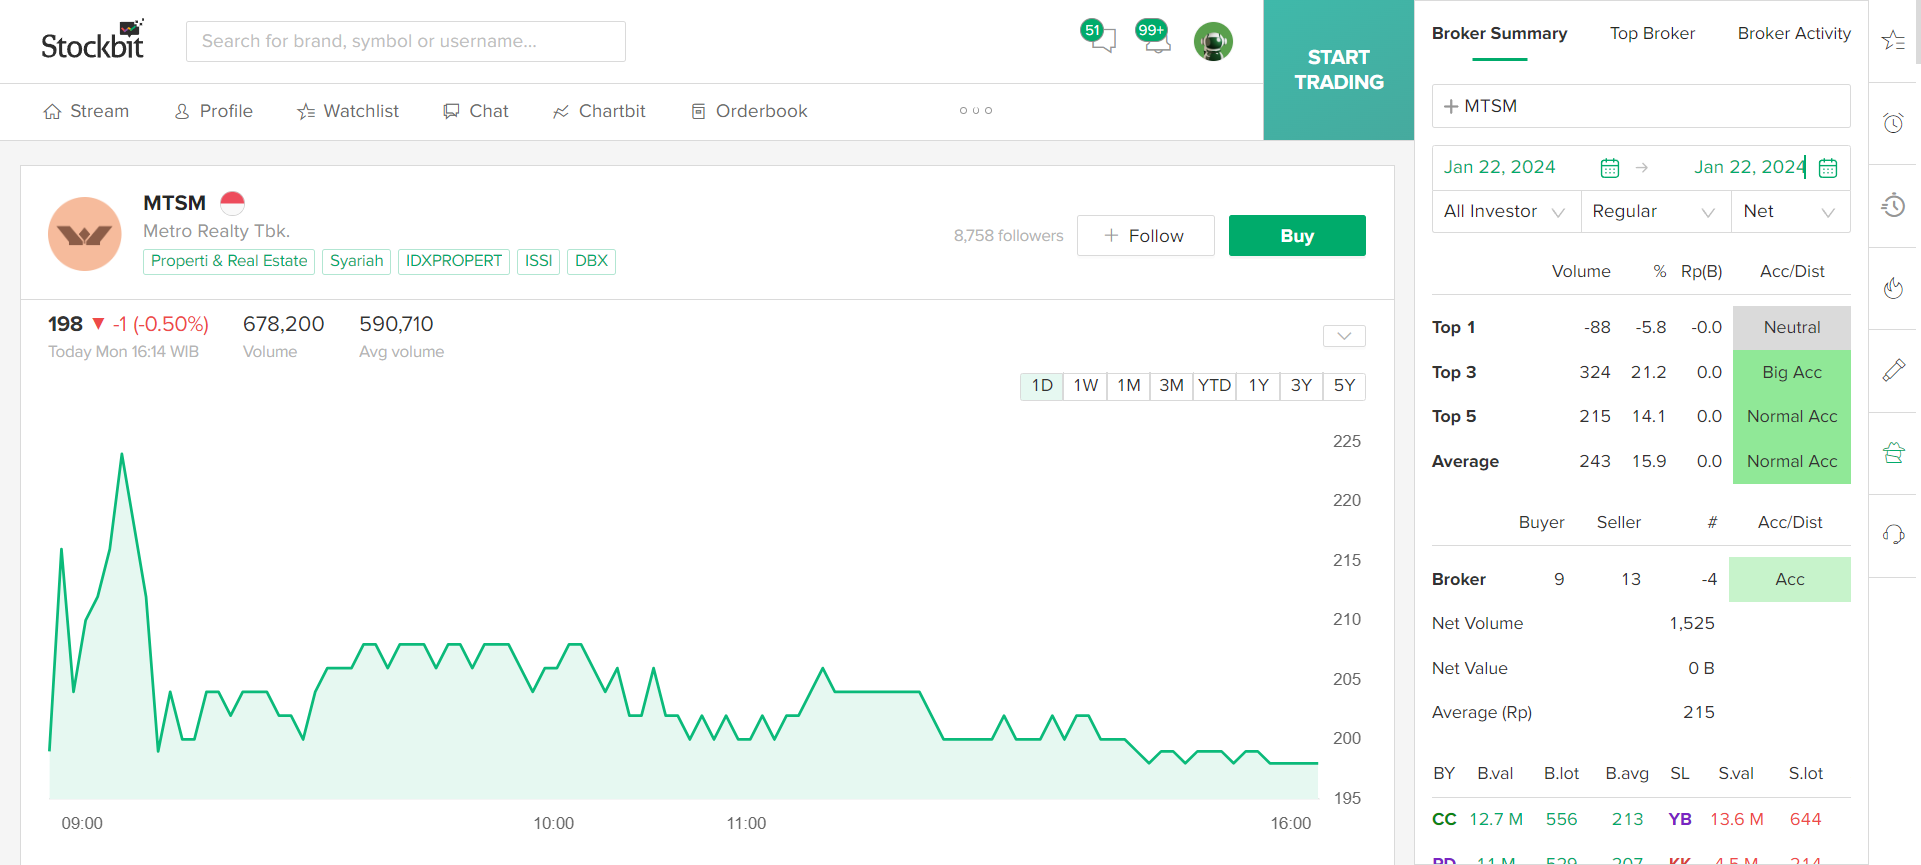 Stockbit
Search for brand, symbol or username...
51
99+
START
TRADING
Stream
Profile
Watchlist
Chat
Chartbit
Orderbook
MTSM
Metro Realty Tbk.
Properti & Real Estate
Syariah
IDXPROPERT
ISSI
DBX
8,758 followers
+ Follow
Buy
198 ▼ -1 (-0.50%)
678,200
590,710
Today Mon 16:14 WIB
Volume
Avg volume
1D 1W 1M 3M YTD 1Y 3Y 5Y
225
220
215
210
205
200
195
09:00 10:00 11:00 16:00
Broker Summary Top Broker Broker Activity
+ MTSM
Jan 22, 2024 → Jan 22, 2024
All Investor Regular Net
Volume % Rp(B) Acc/Dist
Top 1 -88 -5.8 -0.0 Neutral
Top 3 324 21.2 0.0 Big Acc
Top 5 215 14.1 0.0 Normal Acc
Average 243 15.9 0.0 Normal Acc
Buyer Seller # Acc/Dist
Broker 9 13 -4 Acc
Net Volume 1,525
Net Value 0 B
Average (Rp) 215
BY B.val B.lot B.avg SL S.val S.lot
CC 12.7 M 556 213 YB 13.6 M 644